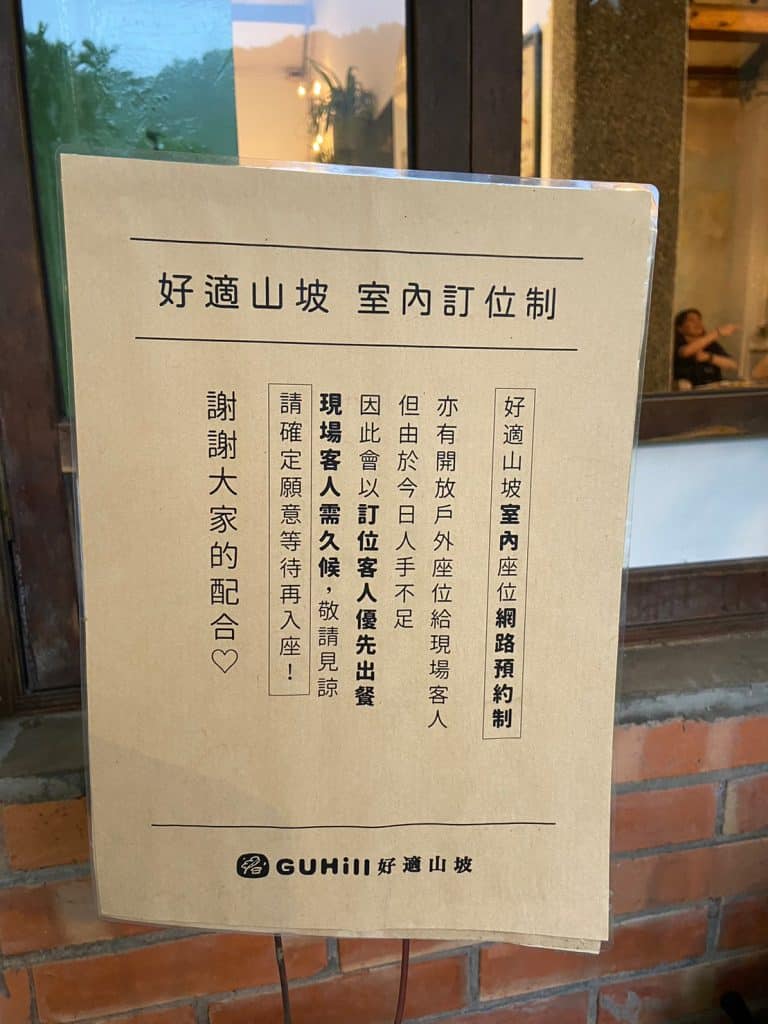 好適山坡 室內訂位制
好適山坡室內座位網路預約制
亦有開放戶外座位給現場客人
但由於今日人手不足
因此會以訂位客人優先出餐
現場客人需久候，敬請見諒
請確定願意等待再入座！
謝謝大家的配合♡
GUHill 好適山坡